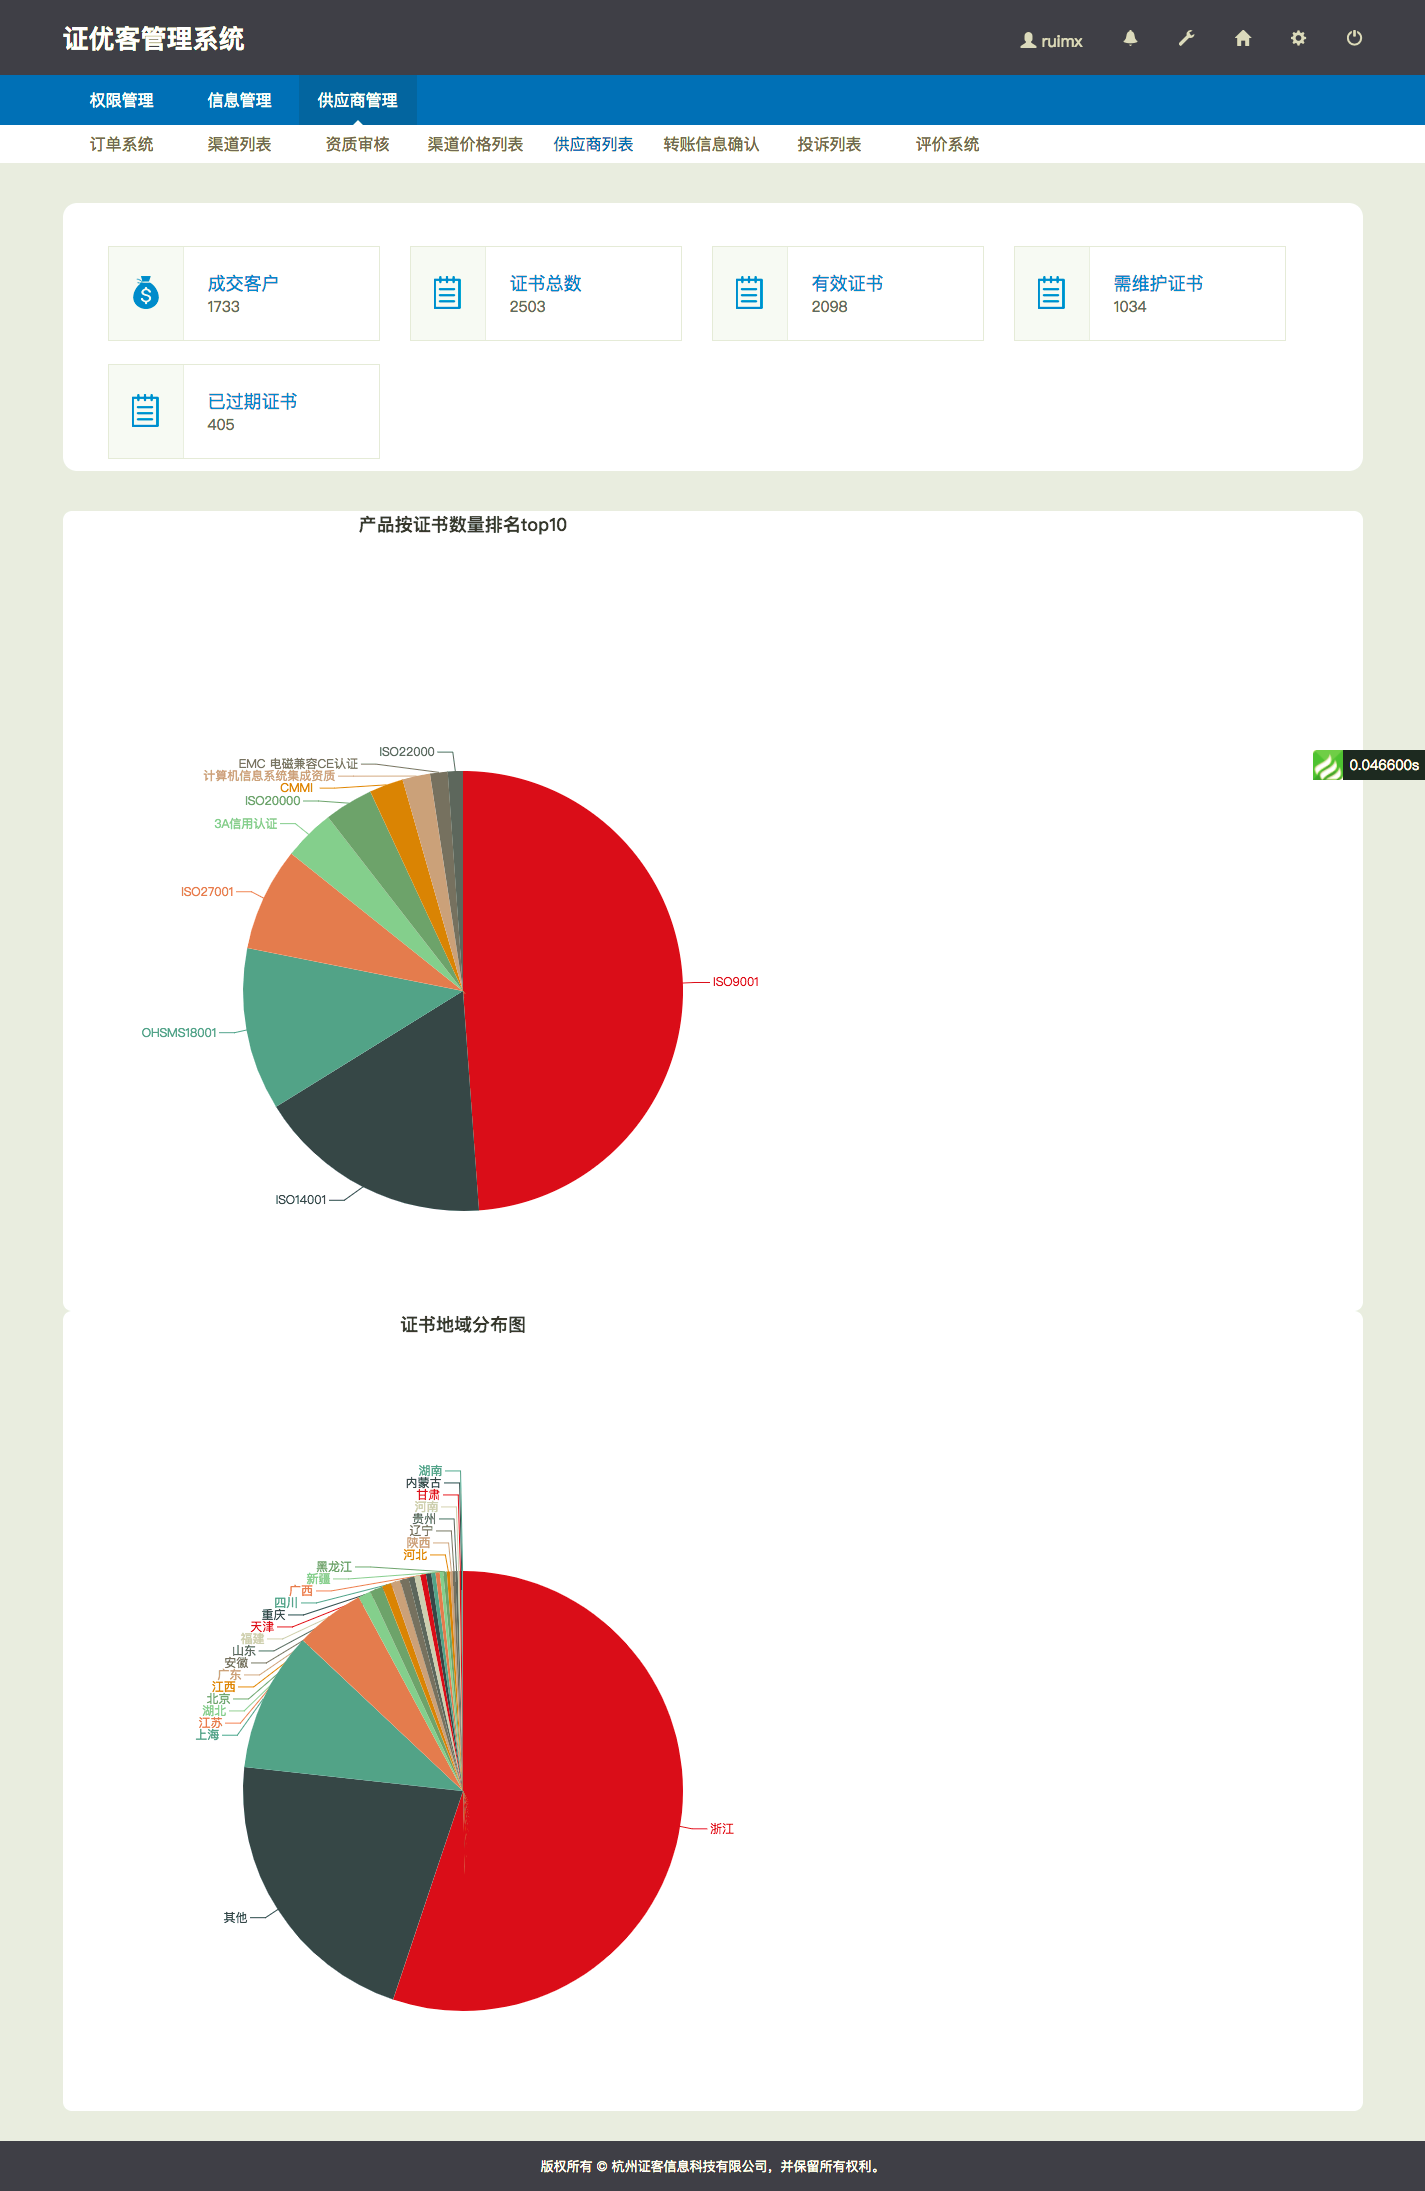 证优客管理系统
ruimx
权限管理 信息管理 供应商管理
订单系统 渠道列表 资质审核 渠道价格列表 供应商列表 转账信息确认 投诉列表 评价系统
成交客户
1733
证书总数
2503
有效证书
2098
需维护证书
1034
已过期证书
405
产品按证书数量排名top10
ISO22000
EMC 电磁兼容CE认证
计算机信息系统集成资质
CMMI
ISO20000
3A信用认证
ISO27001
ISO9001
OHSMS18001
ISO14001
0.046600s
证书地域分布图
湖南
内蒙古
甘肃
河南
贵州
辽宁
陕西
河北
黑龙江
新疆
广西
四川
重庆
天津
福建
山东
安徽
广东
江西
北京
湖北
江苏
上海
浙江
其他
版权所有 © 杭州证客信息科技有限公司，并保留所有权利。